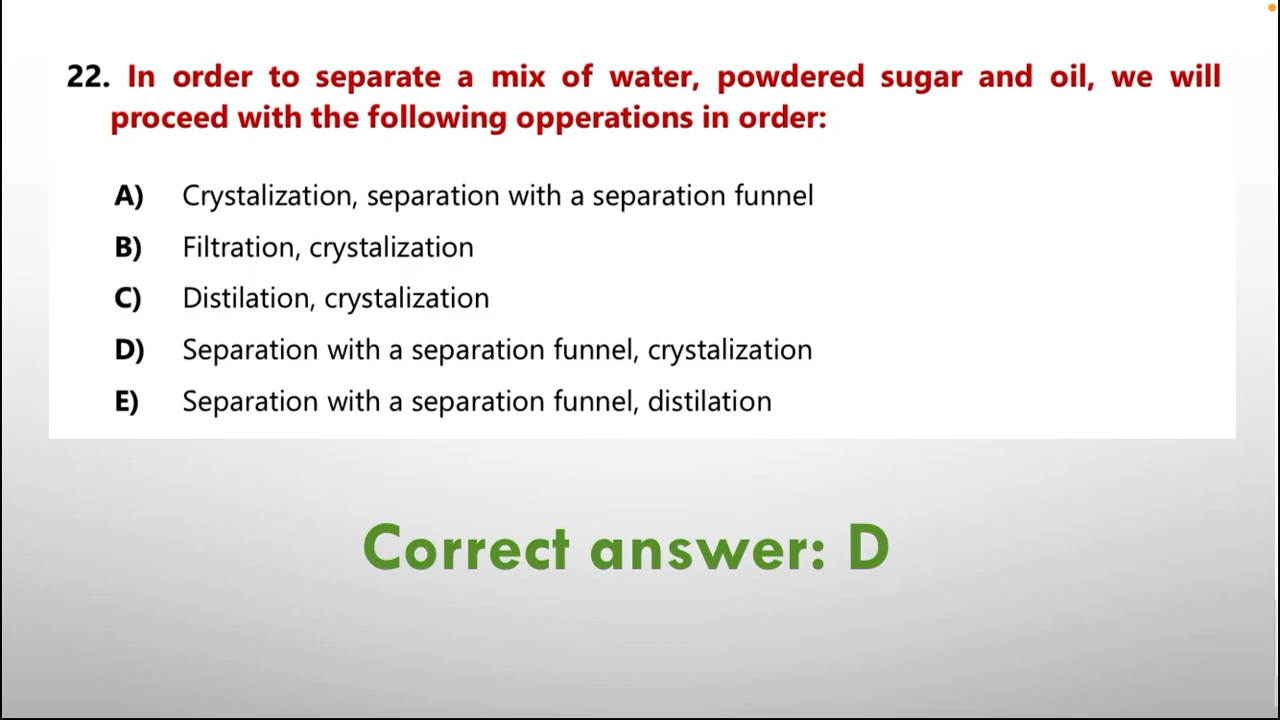 22. In order to separate a mix of water, powdered sugar and oil, we will
proceed with the following opperations in order:
A) Crystalization, separation with a separation funnel
B) Filtration, crystalization
C) Distilation, crystalization
D) Separation with a separation funnel, crystalization
E) Separation with a separation funnel, distilation
Correct answer: D